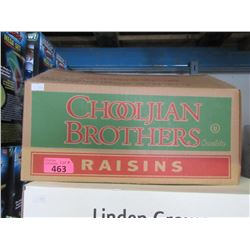 CHOOLJIAN
BROTHERS
Quality
RAISINS
463
Linden Grove